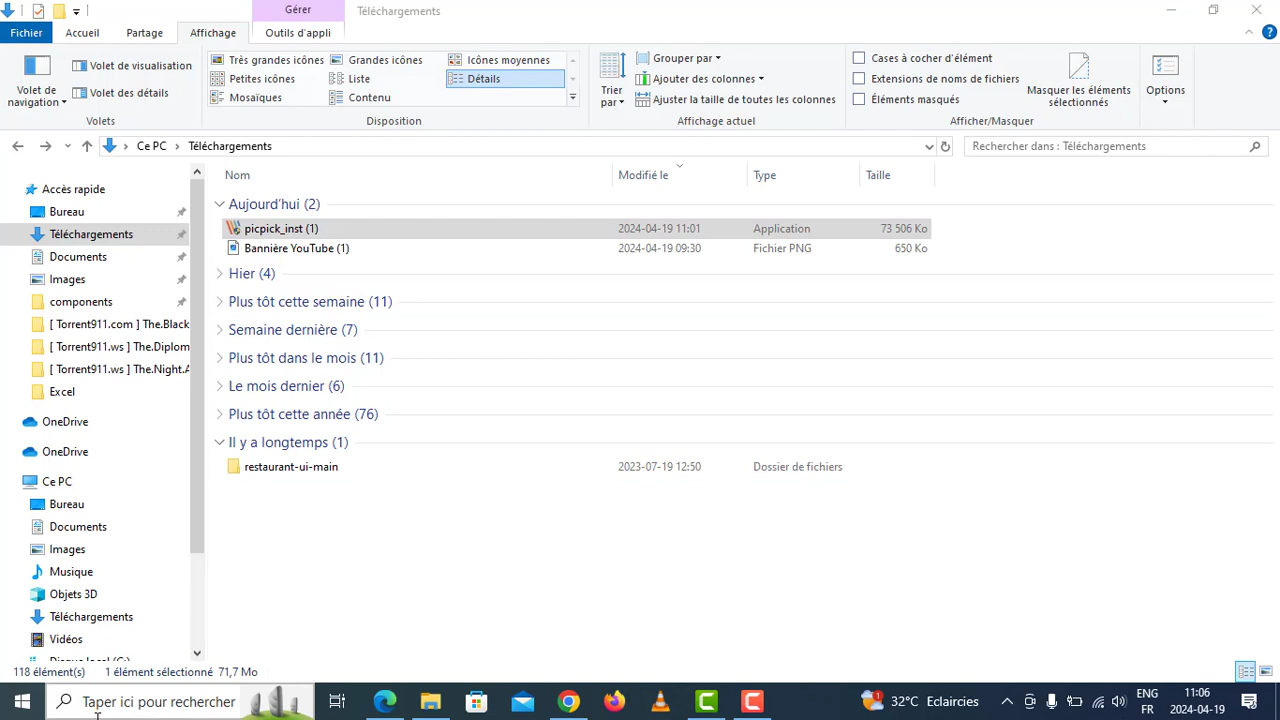 Gérer
Téléchargements
Fichier
Accueil
Partage
Affichage
Outils d'appli
Volet de
navigation
Volet de visualisation
Volet des détails
Volets
Très grandes icônes
Grandes icônes
Icônes moyennes
Petites icônes
Liste
Détails
Mosaïques
Contenu
Disposition
Trier
par
Grouper par
Ajouter des colonnes
Ajuster la taille de toutes les colonnes
Affichage actuel
Cases à cocher d'élément
Extensions de noms de fichiers
Éléments masqués
Masquer les éléments
sélectionnés
Afficher/Masquer
Options
Ce PC > Téléchargements
Rechercher dans : Téléchargements
Nom Modifié le Type Taille
Aujourd'hui (2)
picpick_inst (1) 2024-04-19 11:01 Application 73 506 Ko
Bannière YouTube (1) 2024-04-19 09:30 Fichier PNG 650 Ko
Hier (4)
Plus tôt cette semaine (11)
Semaine dernière (7)
Plus tôt dans le mois (11)
Le mois dernier (6)
Plus tôt cette année (76)
Il y a longtemps (1)
restaurant-ui-main 2023-07-19 12:50 Dossier de fichiers
Accès rapide
Bureau
Téléchargements
Documents
Images
components
[ Torrent911.com ] The.Black
[ Torrent911.ws ] The.Diplom
[ Torrent911.ws ] The.Night.A
Excel
OneDrive
OneDrive
Ce PC
Bureau
Documents
Images
Musique
Objets 3D
Téléchargements
Vidéos
Disque local (C:)
118 élément(s) 1 élément sélectionné 71,7 Mo
Taper ici pour rechercher
1
32°C Eclaircies
ENG
FR
11:06
2024-04-19